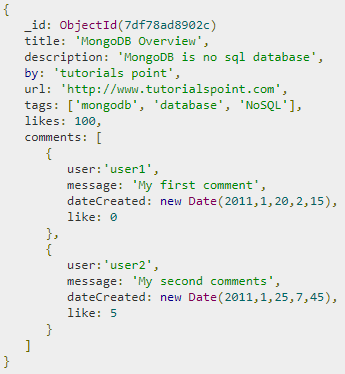 {
   _id: ObjectId(7df78ad8902c)
   title: 'MongoDB Overview',
   description: 'MongoDB is no sql database',
   by: 'tutorials point',
   url: 'http://www.tutorialspoint.com',
   tags: ['mongodb', 'database', 'NoSQL'],
   likes: 100,
   comments: [
      {
         user:'user1',
         message: 'My first comment',
         dateCreated: new Date(2011,1,20,2,15),
         like: 0
      },
      {
         user:'user2',
         message: 'My second comments',
         dateCreated: new Date(2011,1,25,7,45),
         like: 5
      }
   ]
}